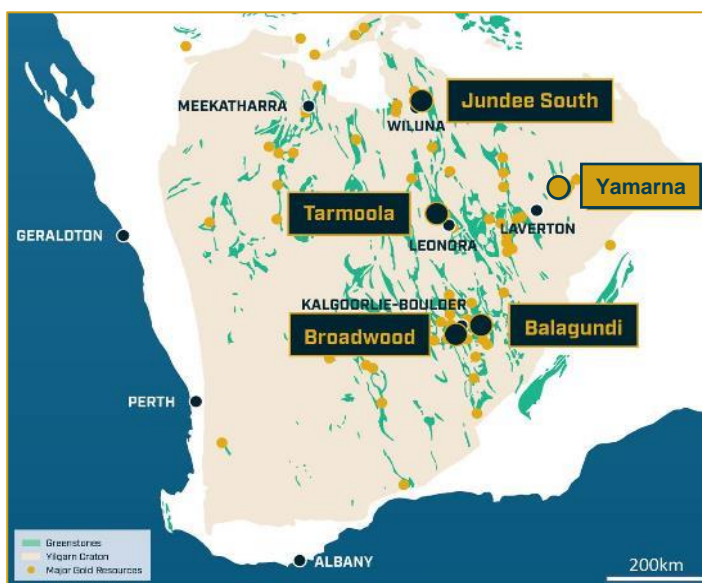 MEEKATHARRA
Jundee South
WILUNA
Yamarna
Tarmoola
LAVERTON
GERALDTON
LEONORA
KALGOORLIE-BOULDER
Broadwood
Balagundi
PERTH
Greenstones
Yilgarn Craton
Major Gold Resources
ALBANY
200km